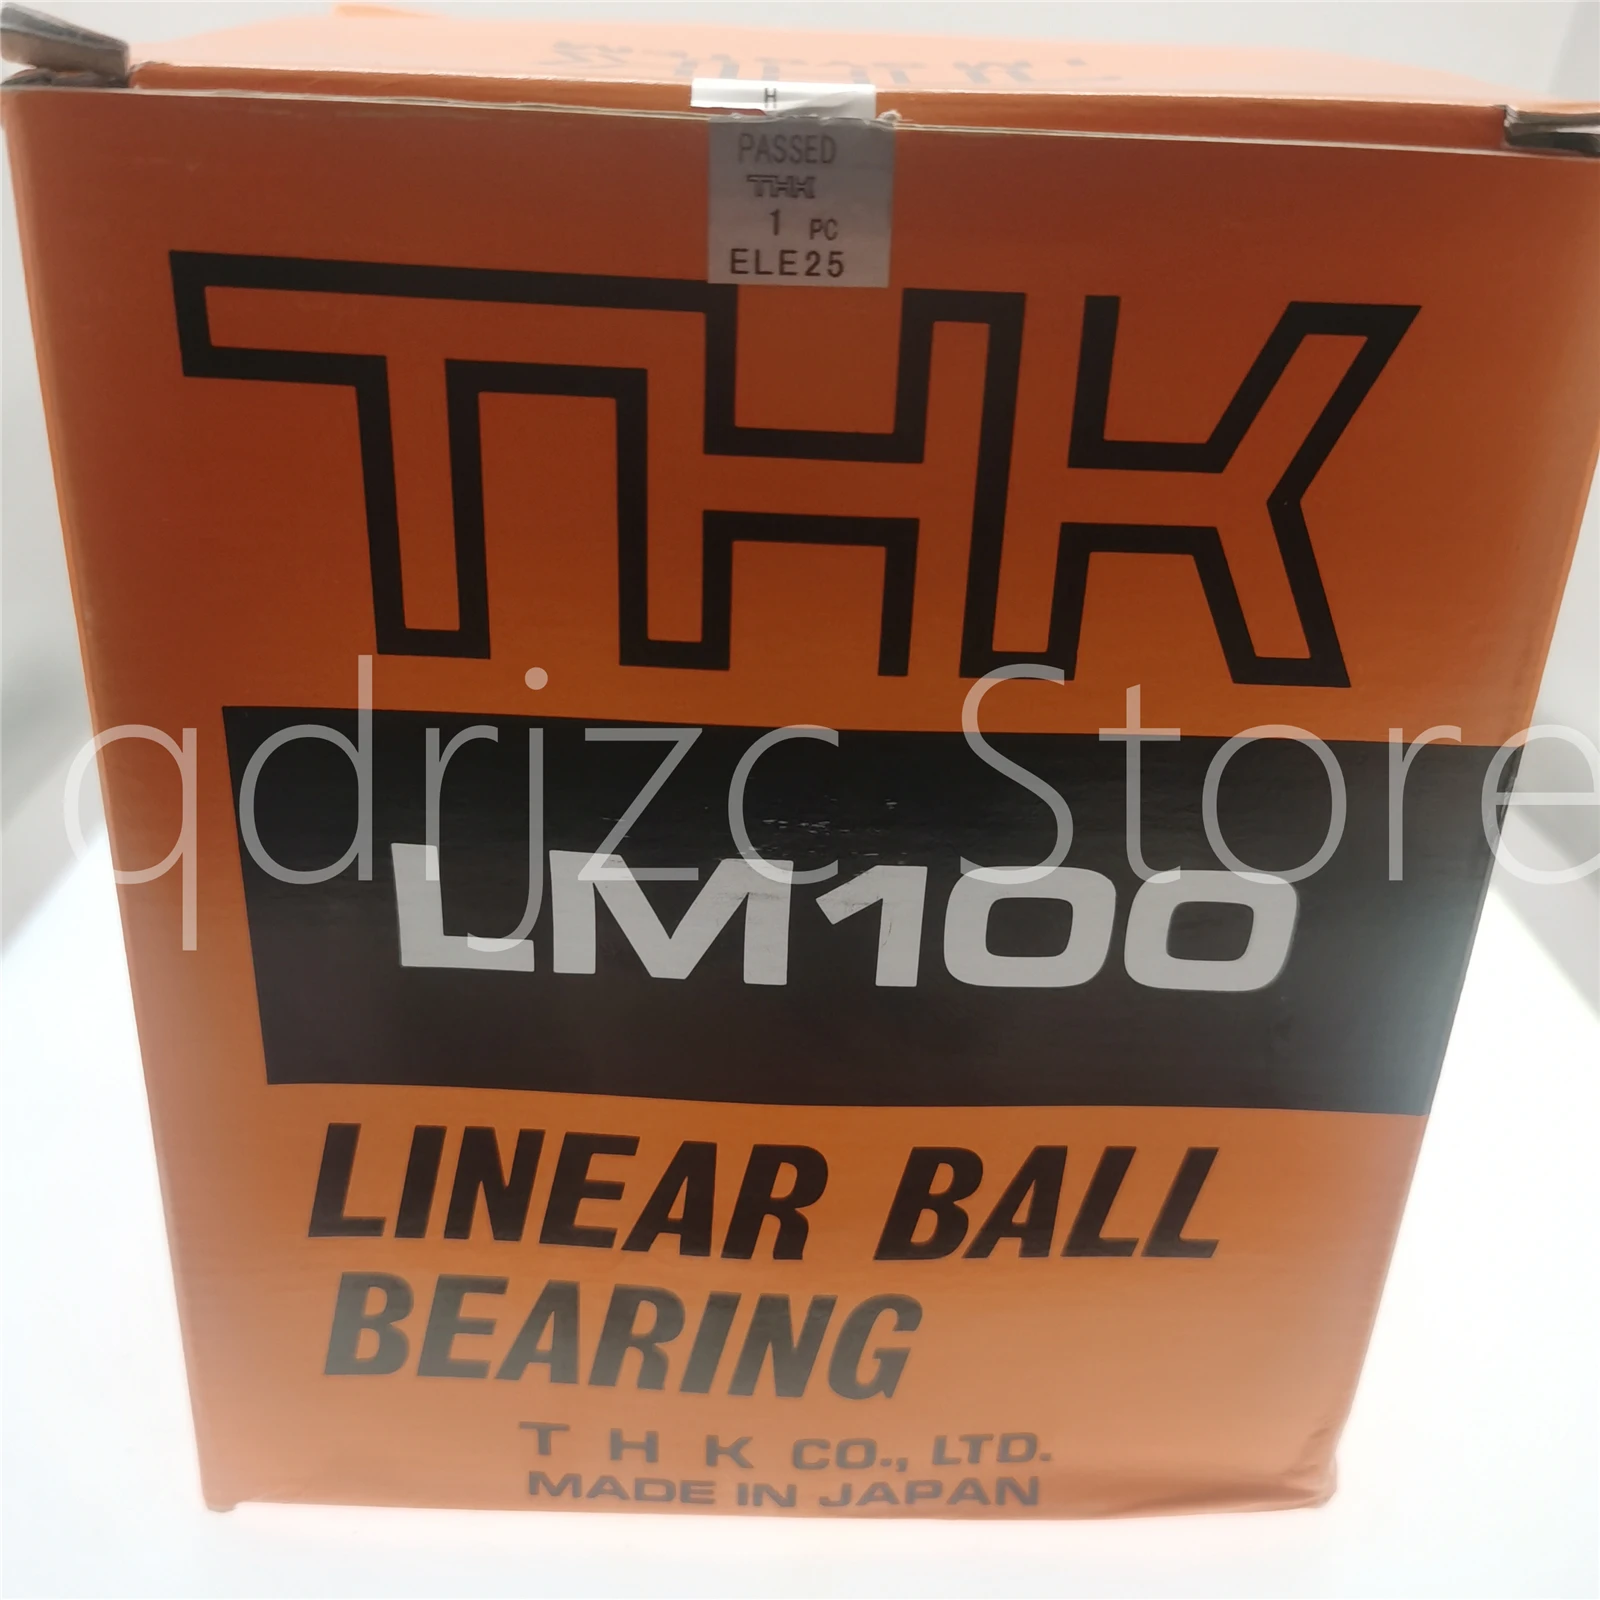 H
PASSED
THK
1 PC
ELE25
THK
qdrjzc Store
LM100
LINEAR BALL
BEARING
T H K CO., LTD.
MADE IN JAPAN